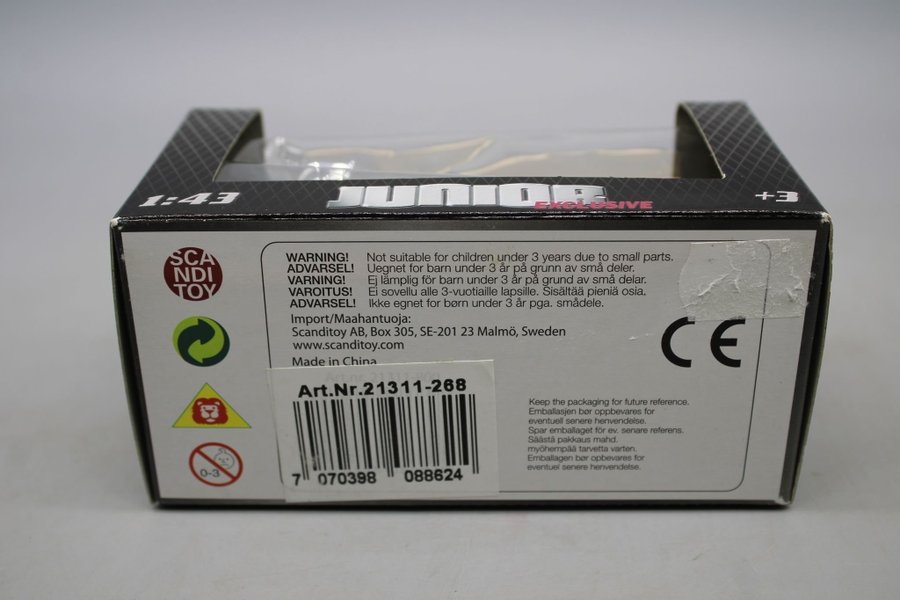 1:43
JUNIOR
EXCLUSIVE
+3
SCA
NDI
TOY
WARNING! Not suitable for children under 3 years due to small parts.
ADVARSEL! Uegnet for barn under 3 år på grunn av små deler.
VARNING! Ej lämplig för barn under 3 år på grund av små delar.
VAROITUS! Ei sovellu alle 3-vuotiaille lapsille. Sisältää pieniä osia,
ADVARSEL! Ikke egnet for børn under 3 år pga. smådele.
Import/Maahantuoja:
Scanditoy AB, Box 305, SE-201 23 Malmö, Sweden
www.scanditoy.com
Made in China
Art.Nr.21311-268
7 070398 088624
0-3
CE
Keep the packaging for future reference.
Emballasjen bør oppbevares for
eventuell senere henvendelse.
Spar emballaget för ev. senare referens.
Säästä pakkaus mahd.
myöhempää tarvetta varten.
Emballagen bør opbevares for
eventuel senere henvendelse.